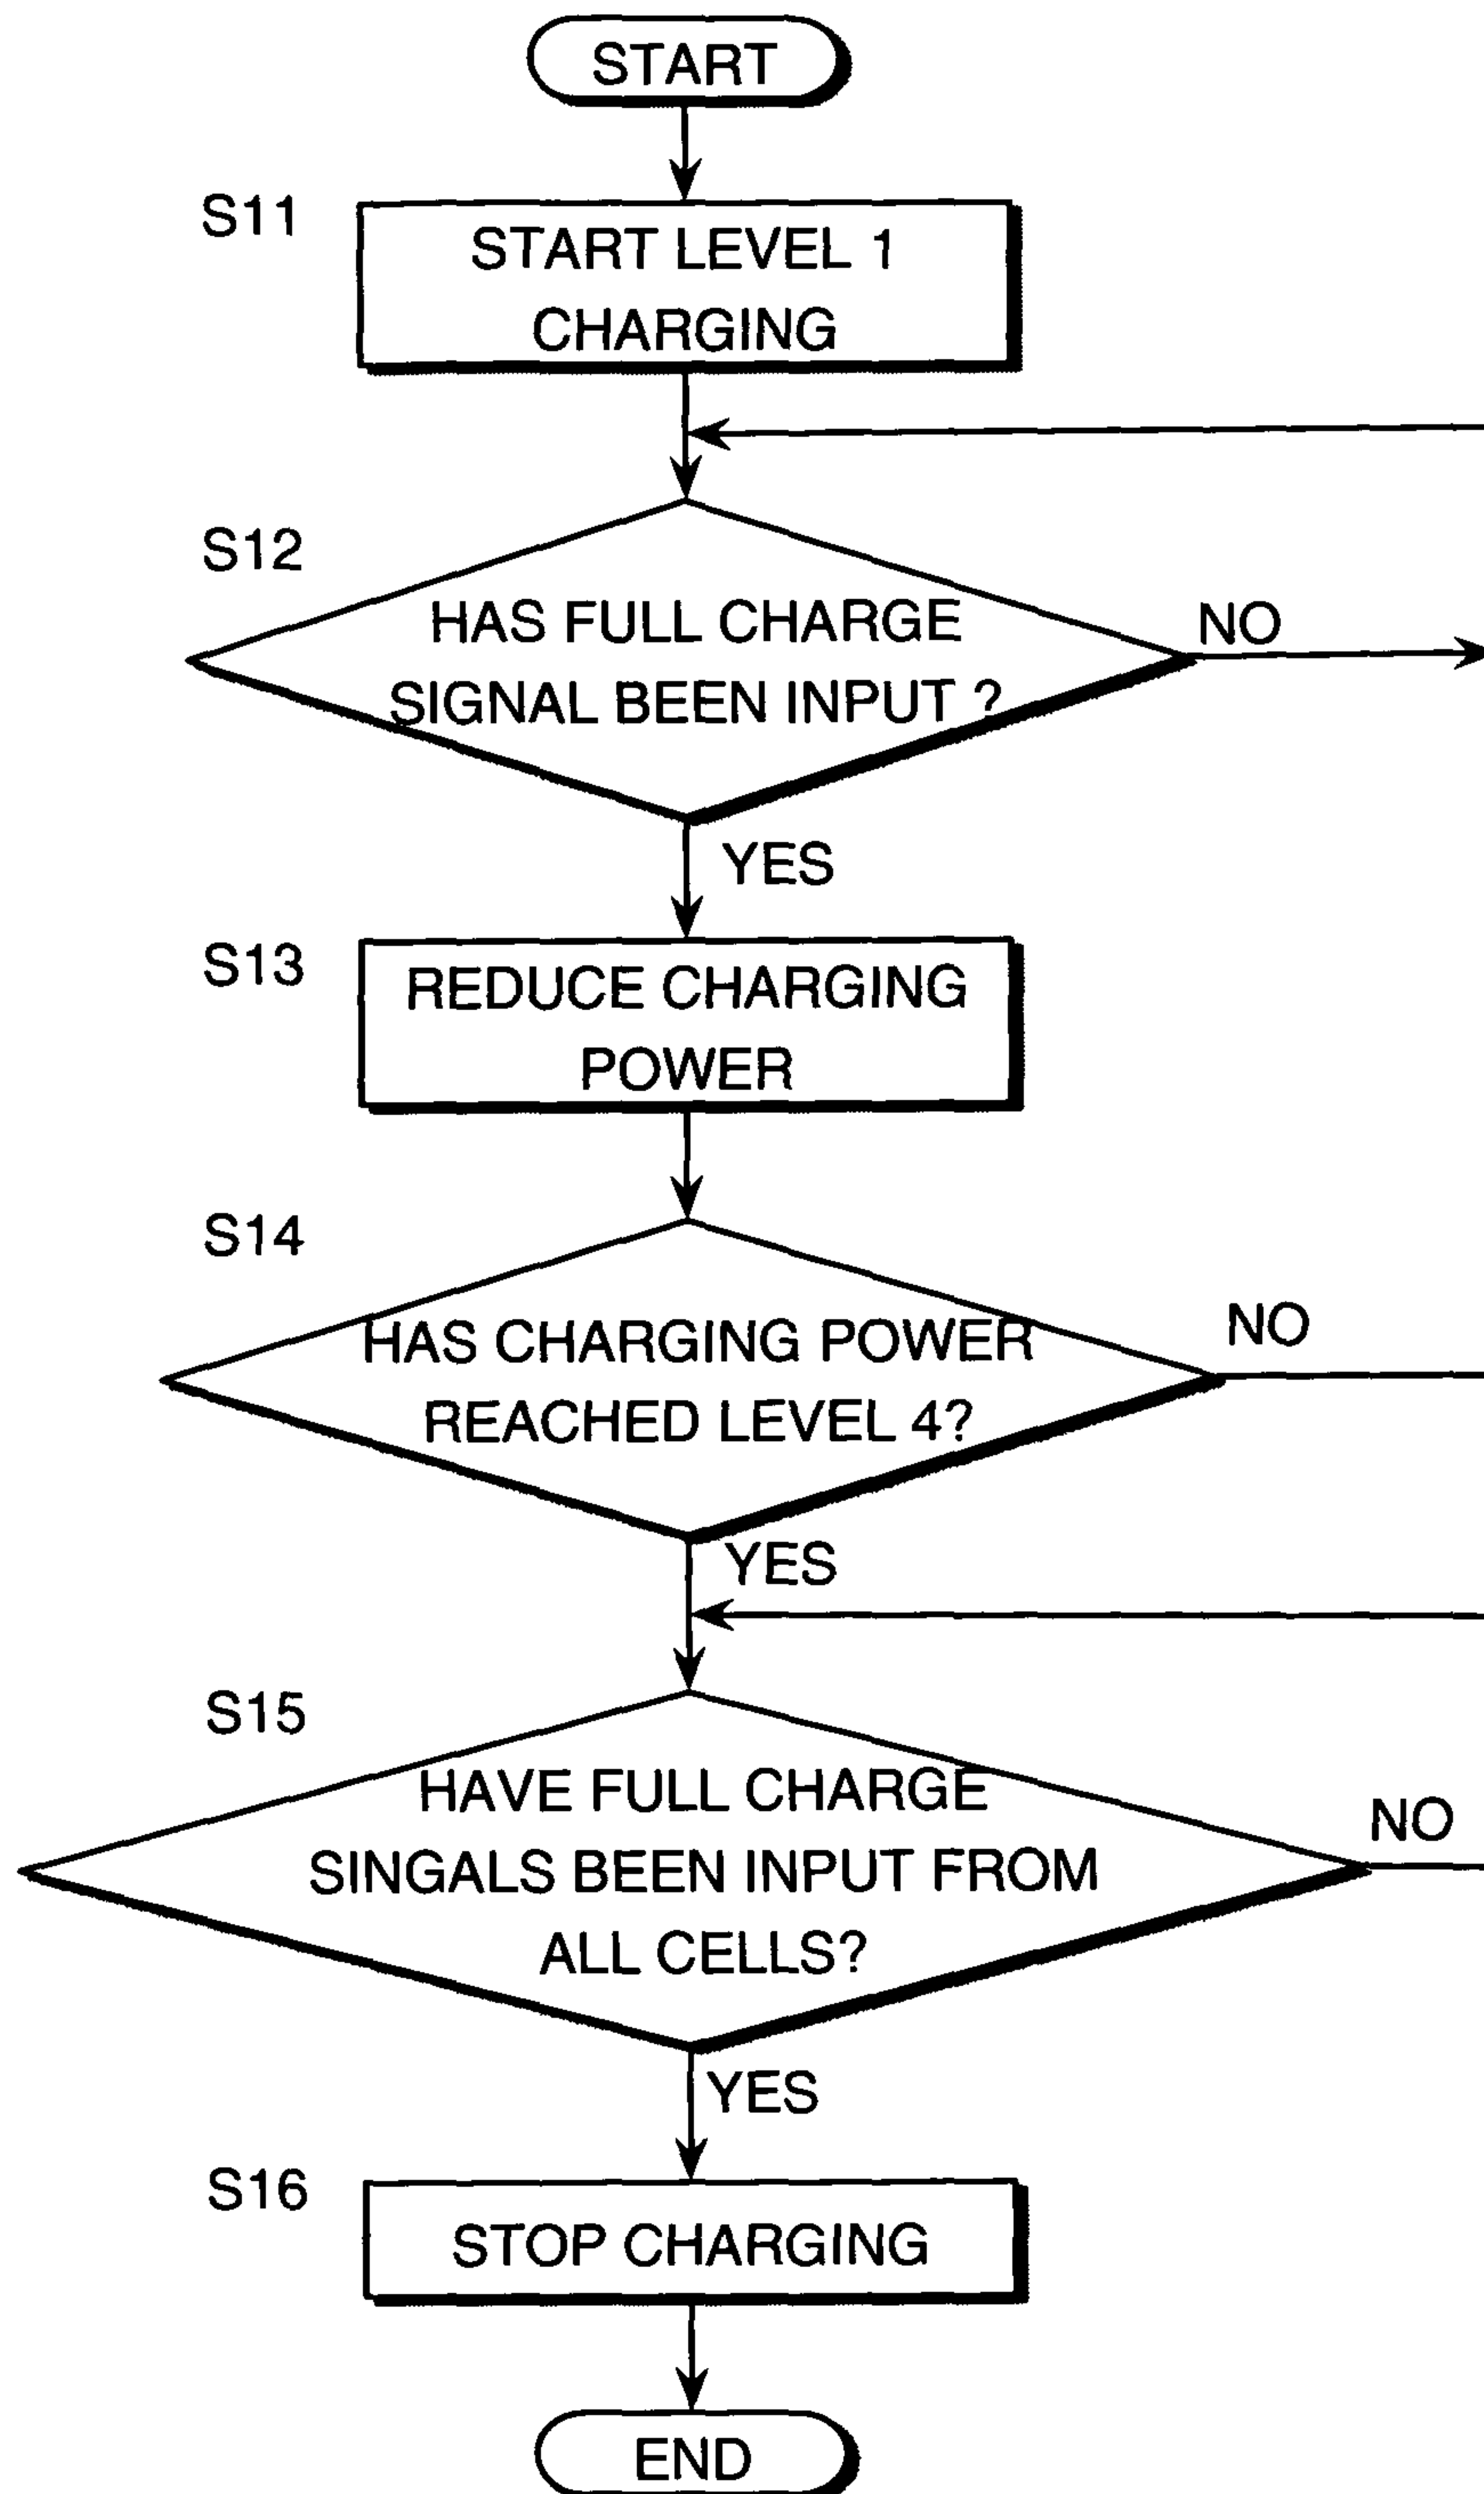 START
S11
START LEVEL 1
CHARGING
S12
HAS FULL CHARGE
SIGNAL BEEN INPUT ?
NO
YES
S13
REDUCE CHARGING
POWER
S14
HAS CHARGING POWER
REACHED LEVEL 4?
NO
YES
S15
HAVE FULL CHARGE
SINGALS BEEN INPUT FROM
ALL CELLS?
NO
YES
S16
STOP CHARGING
END